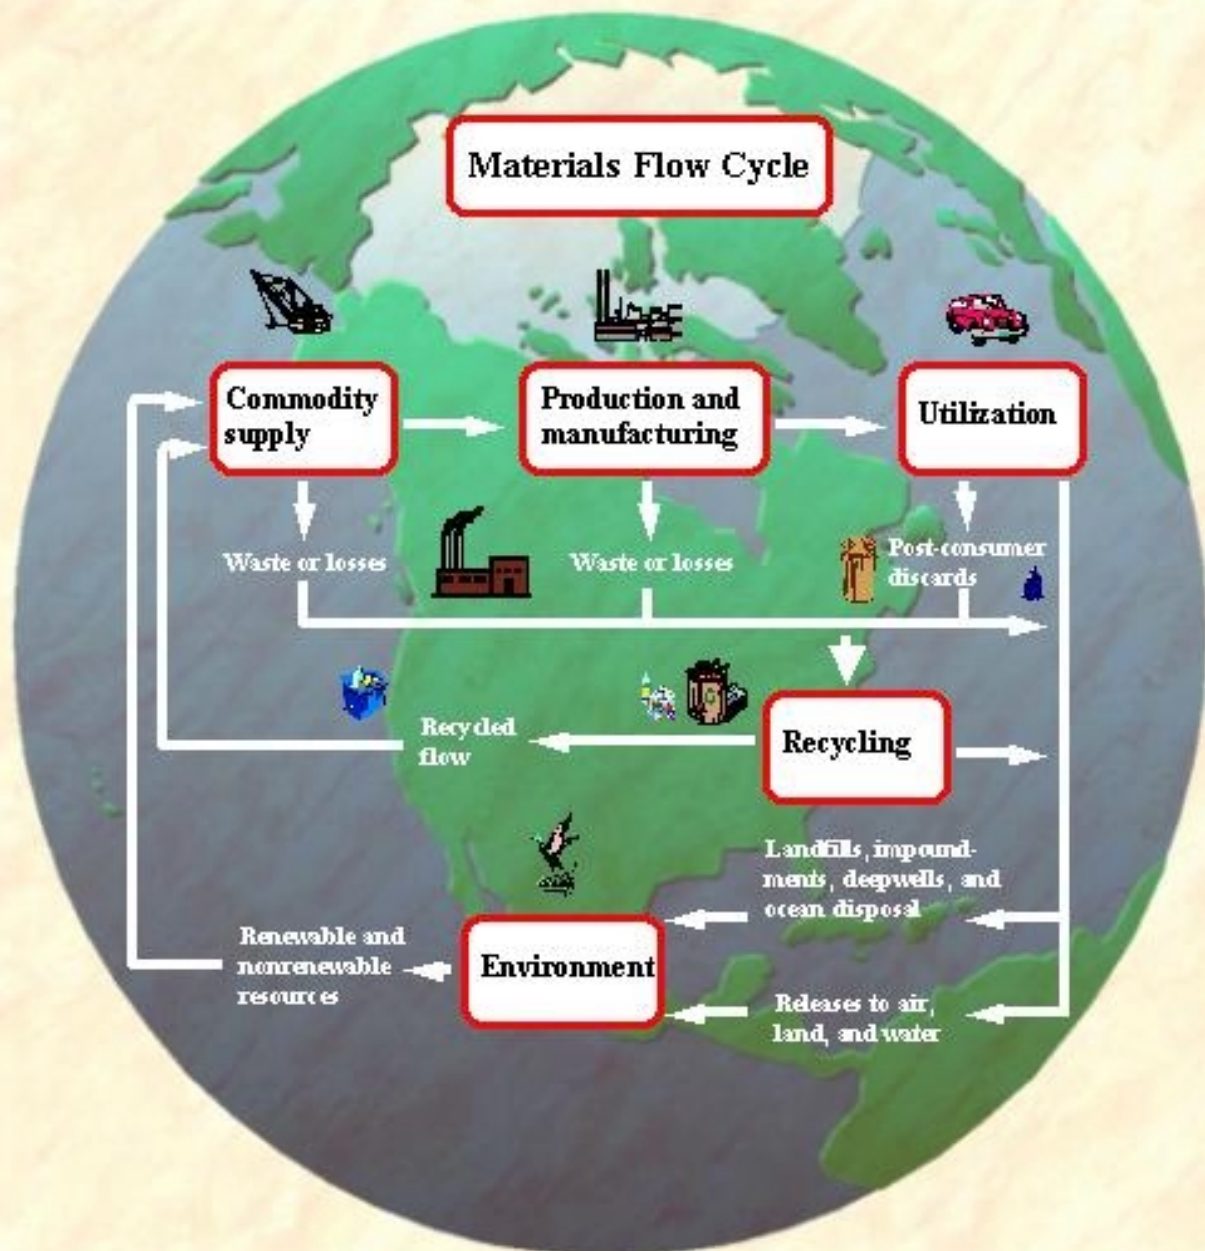 Materials Flow Cycle
Commodity
supply
Production and
manufacturing
Utilization
Waste or losses
Waste or losses
Post-consumer
discards
Recycled
flow
Recycling
Landfills, impound-
ments, deepwells, and
ocean disposal
Renewable and
nonrenewable
resources
Environment
Releases to air,
land, and water